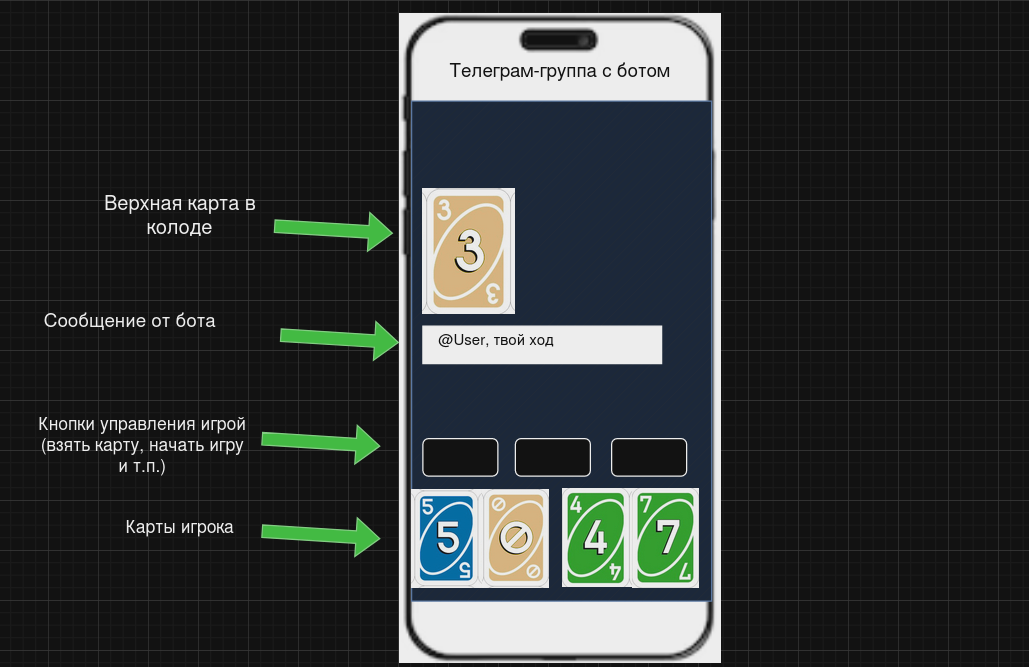 Телеграм-группа с ботом
3
3
3
Верхная карта в
колоде
Сообщение от бота
@User, твой ход
Кнопки управления игрой
(взять карту, начать игру
и т.п.)
Карты игрока
5
5
5
4
4
4
7
7
7